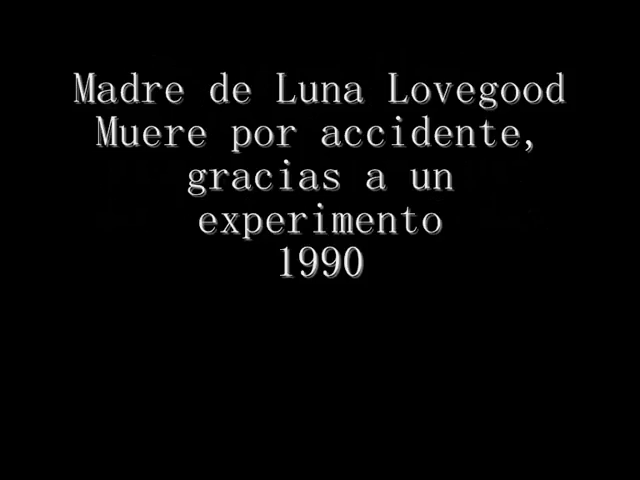 Madre de Luna Lovegood
Muere por accidente,
gracias a un
experimento
1990